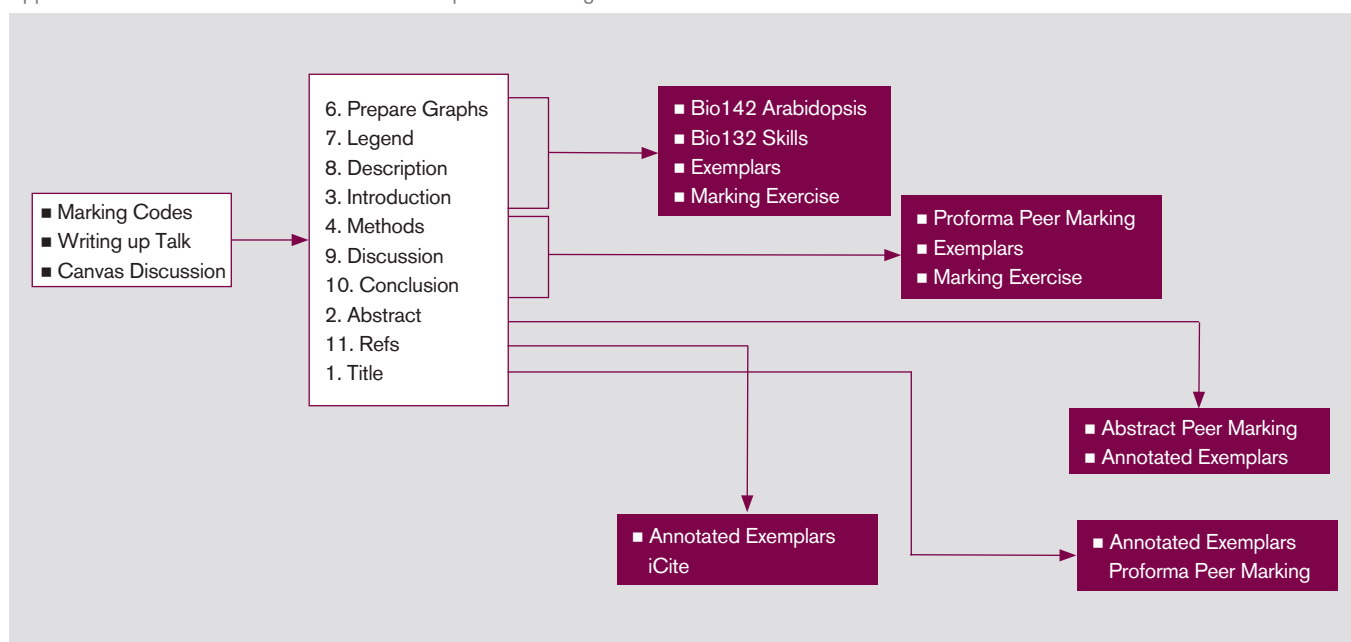 ■ Marking Codes
■ Writing up Talk
■ Canvas Discussion
6. Prepare Graphs
7. Legend
8. Description
3. Introduction
4. Methods
9. Discussion
10. Conclusion
2. Abstract
11. Refs
1. Title
■ Bio142 Arabidopsis
■ Bio132 Skills
■ Exemplars
■ Marking Exercise
■ Proforma Peer Marking
■ Exemplars
■ Marking Exercise
■ Abstract Peer Marking
■ Annotated Exemplars
■ Annotated Exemplars
iCite
■ Annotated Exemplars
Proforma Peer Marking